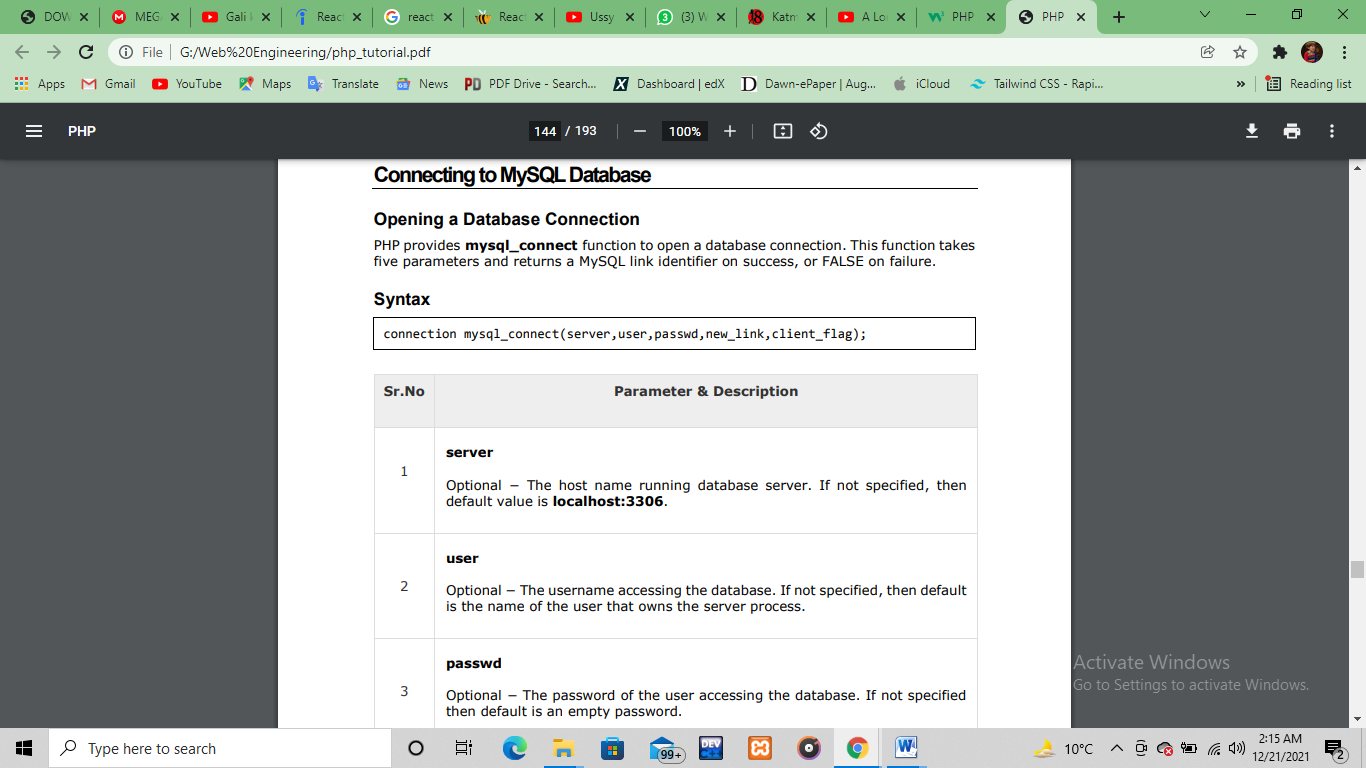 DOW
MEG
Gali k
React
react
React
Ussy
(3) W
Katm
A Lo
PHP
PHP
File
G:/Web%20Engineering/php_tutorial.pdf
Apps
Gmail
YouTube
Maps
Translate
News
PDF Drive - Search...
Dashboard | edX
Dawn-ePaper | Aug...
iCloud
Tailwind CSS - Rapi...
»
Reading list
PHP
144 / 193
100%
Connecting to MySQL Database
Opening a Database Connection
PHP provides mysql_connect function to open a database connection. This function takes
five parameters and returns a MySQL link identifier on success, or FALSE on failure.
Syntax
connection mysql_connect(server,user,passwd,new_link,client_flag);
Sr.No
Parameter & Description
1
server
Optional – The host name running database server. If not specified, then
default value is localhost:3306.
2
user
Optional – The username accessing the database. If not specified, then default
is the name of the user that owns the server process.
3
passwd
Optional – The password of the user accessing the database. If not specified
then default is an empty password.
Activate Windows
Go to Settings to activate Windows.
Type here to search
99+
DEV
10°C
2:15 AM
12/21/2021
2